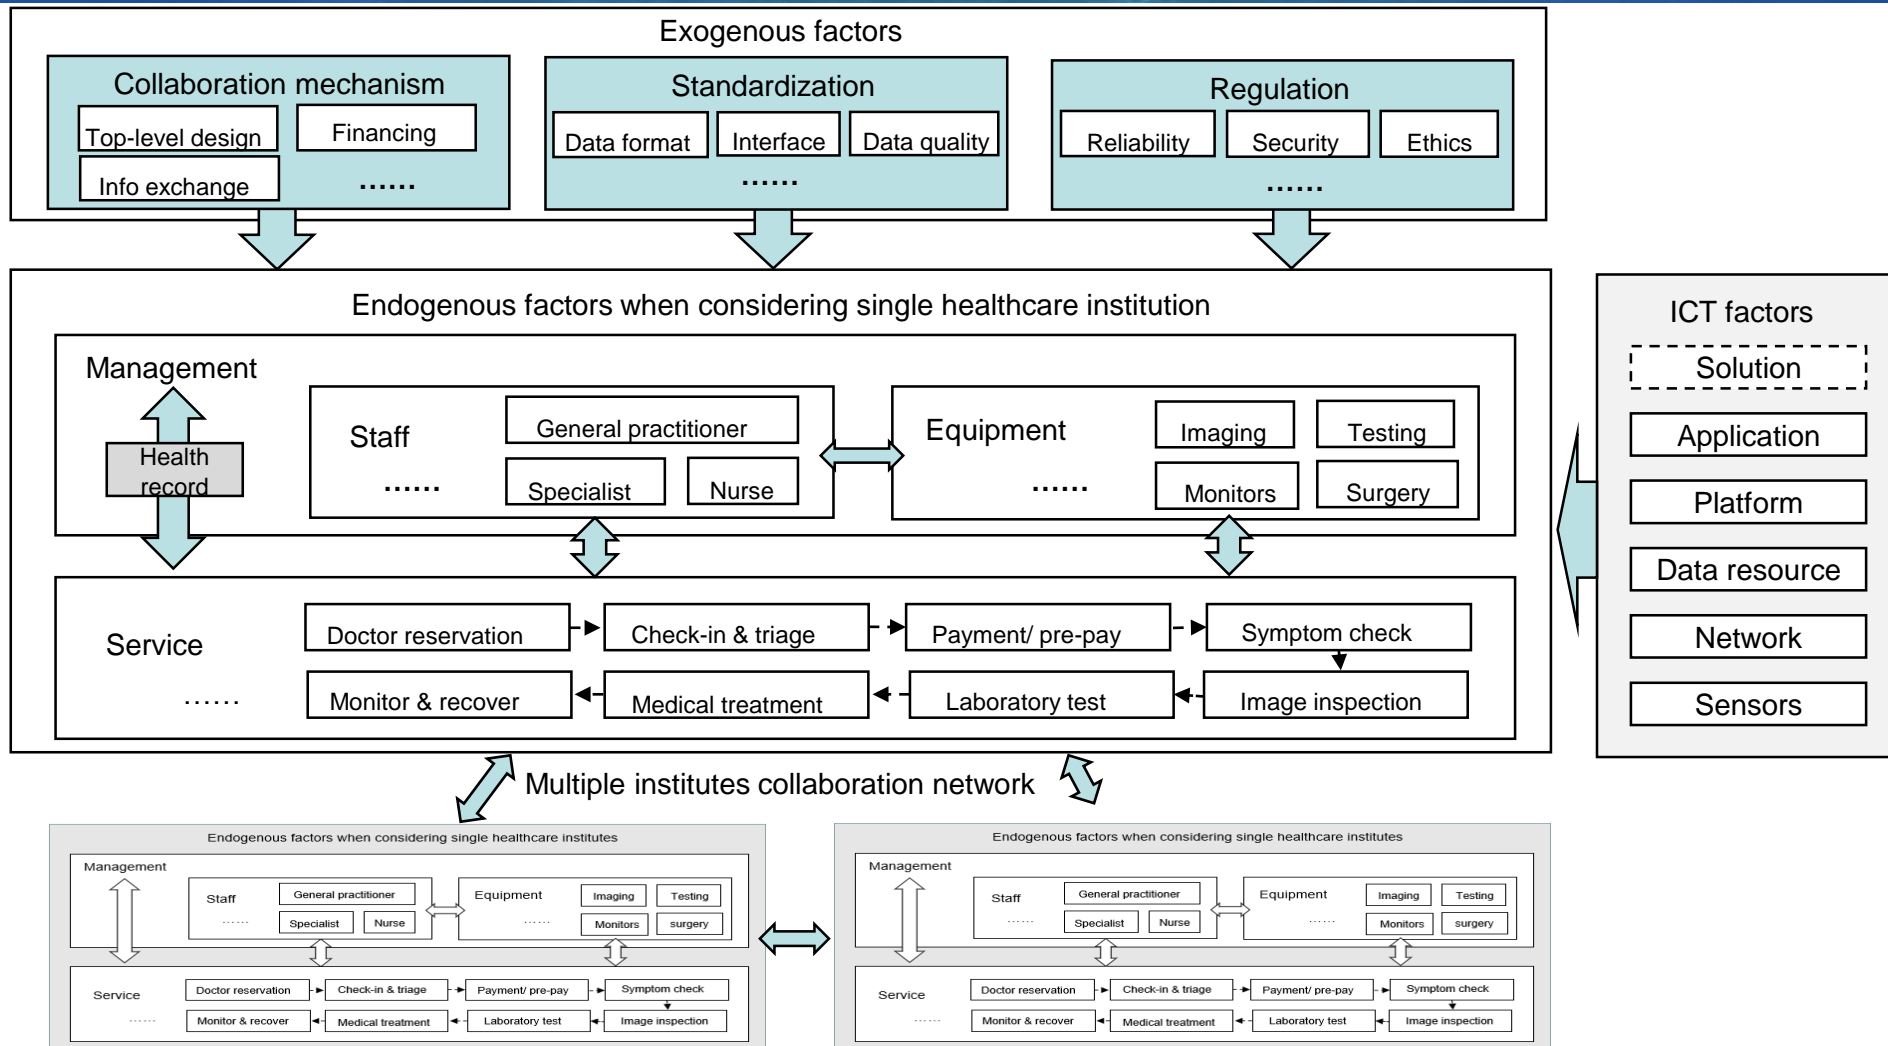 Exogenous factors
Collaboration mechanism
Top-level design
Financing
Info exchange
......
Standardization
Data format
Interface
Data quality
......
Regulation
Reliability
Security
Ethics
......
Endogenous factors when considering single healthcare institution
Management
Health
record
Staff
......
General practitioner
Specialist
Nurse
Equipment
......
Imaging
Testing
Monitors
Surgery
Service
......
Doctor reservation
Check-in & triage
Payment/ pre-pay
Symptom check
Monitor & recover
Medical treatment
Laboratory test
Image inspection
ICT factors
Solution
Application
Platform
Data resource
Network
Sensors
Multiple institutes collaboration network
Endogenous factors when considering single healthcare institutes
Management
Staff
......
General practitioner
Specialist
Nurse
Equipment
......
Imaging
Testing
Monitors
surgery
Service
......
Doctor reservation
Check-in & triage
Payment/ pre-pay
Symptom check
Monitor & recover
Medical treatment
Laboratory test
Image inspection
Endogenous factors when considering single healthcare institutes
Management
Staff
......
General practitioner
Specialist
Nurse
Equipment
......
Imaging
Testing
Monitors
surgery
Service
......
Doctor reservation
Check-in & triage
Payment/ pre-pay
Symptom check
Monitor & recover
Medical treatment
Laboratory test
Image inspection